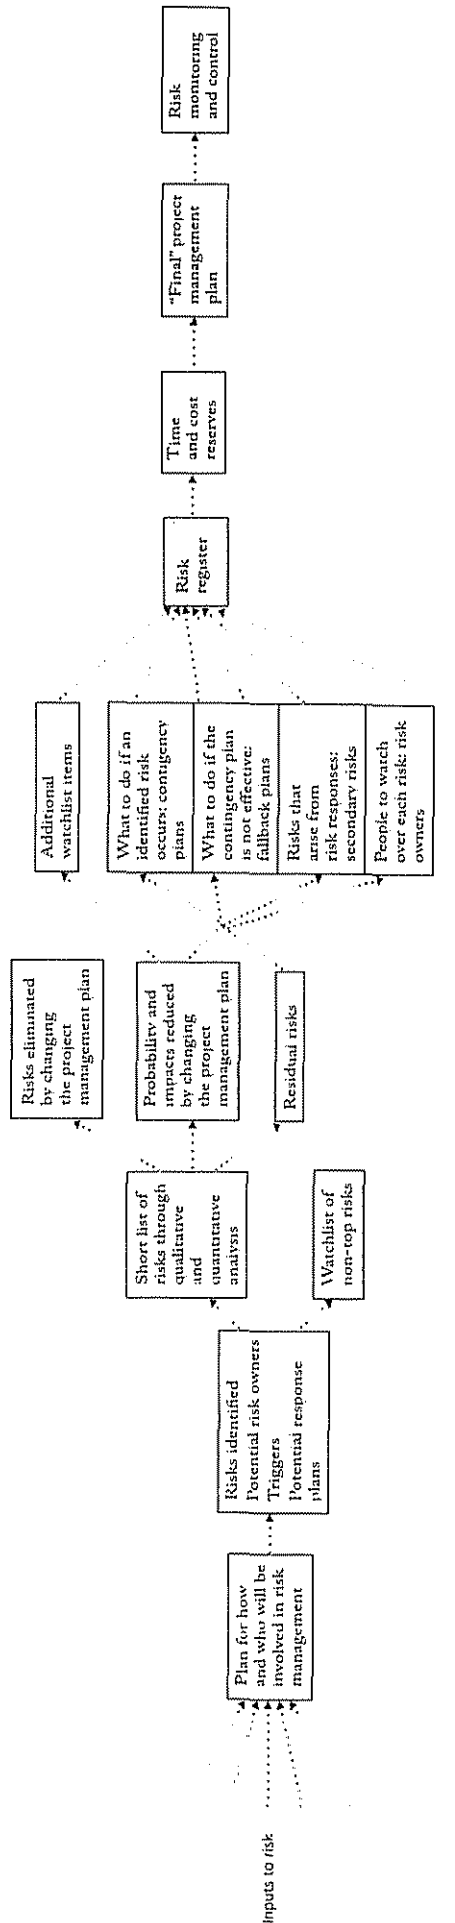 Inputs to risk
Plan for how
and who will be
involved in risk
management
Risks identified
Potential risk owners
Triggers
Potential response
plans
Short list of
risks through
qualitative
and
quantitative
analysis
Watchlist of
non-top risks
Risks eliminated
by changing
the project
management plan
Probability and
impacts reduced
by changing
the project
management plan
Residual risks
Additional
watchlist items
What to do if an
identified risk
occurs: contigency
plans
What to do if the
contingency plan
is not effective:
fallback plans
Risks that
arise from
risk responses:
secondary risks
People to watch
over each risk: risk
owners
Risk
register
Time
and cost
reserves
"Final" project
management
plan
Risk
monitoring
and control